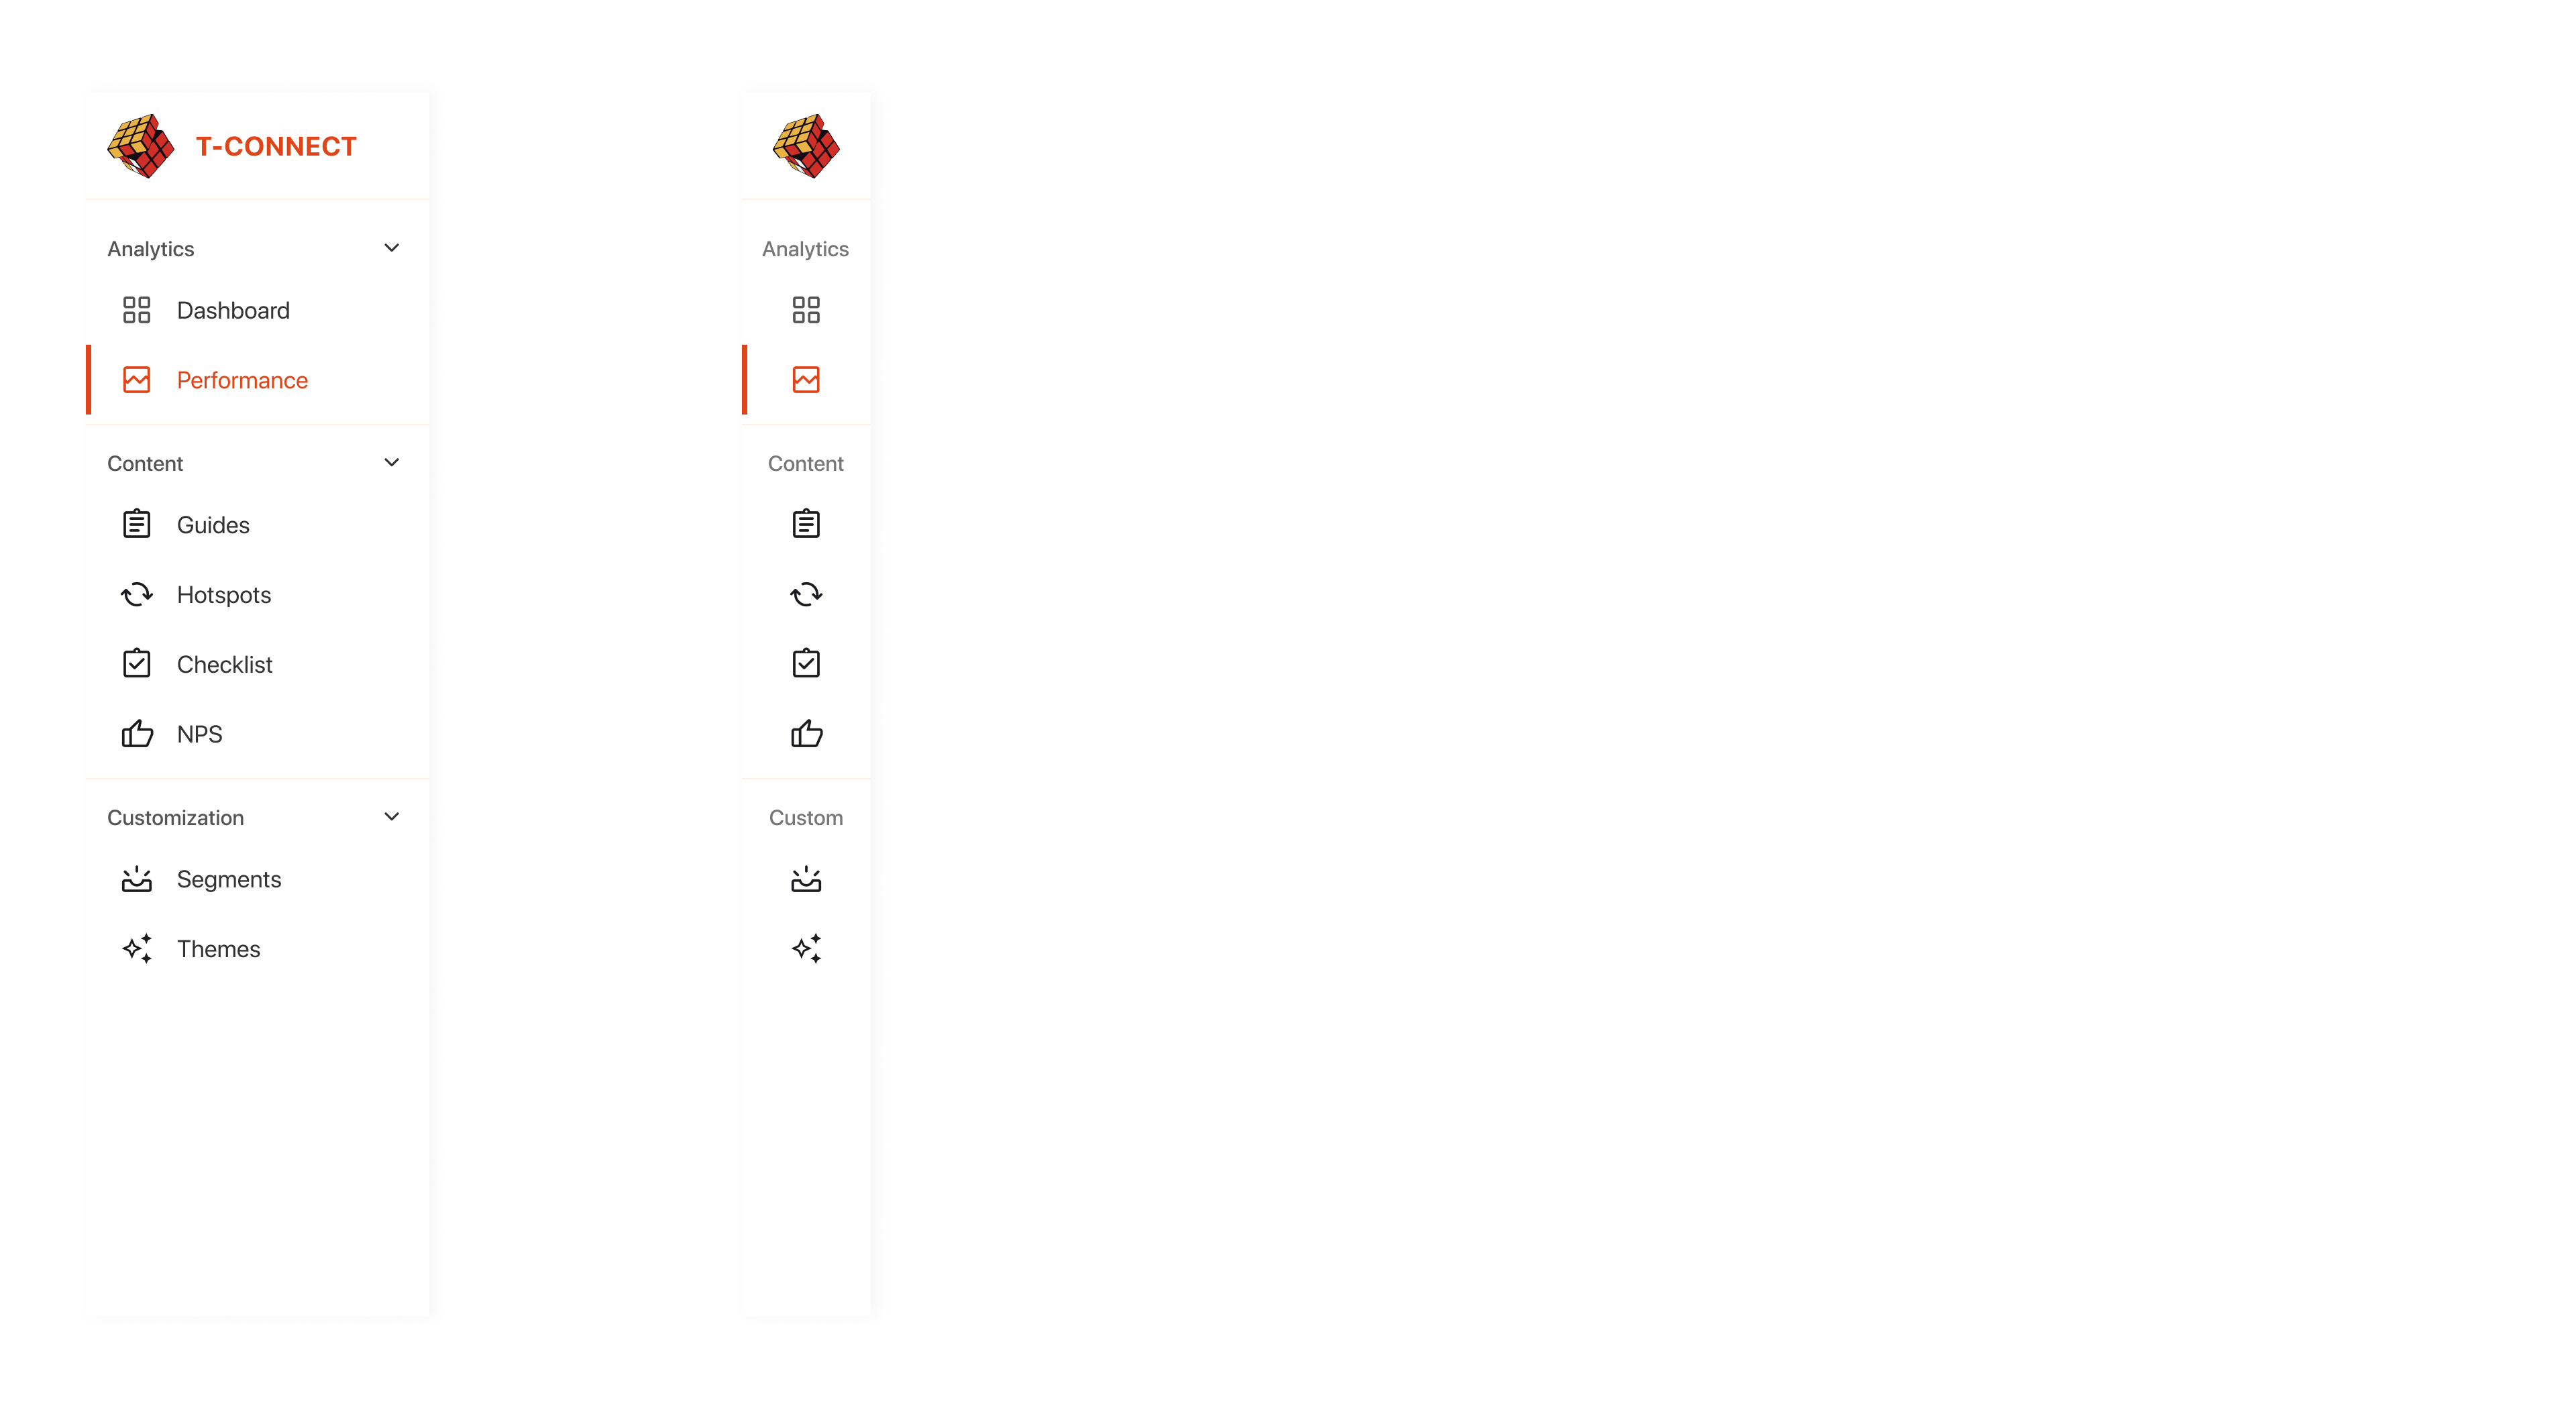 T-CONNECT
Analytics
Dashboard
Performance
Content
Guides
Hotspots
Checklist
NPS
Customization
Segments
Themes
Analytics
Content
Custom